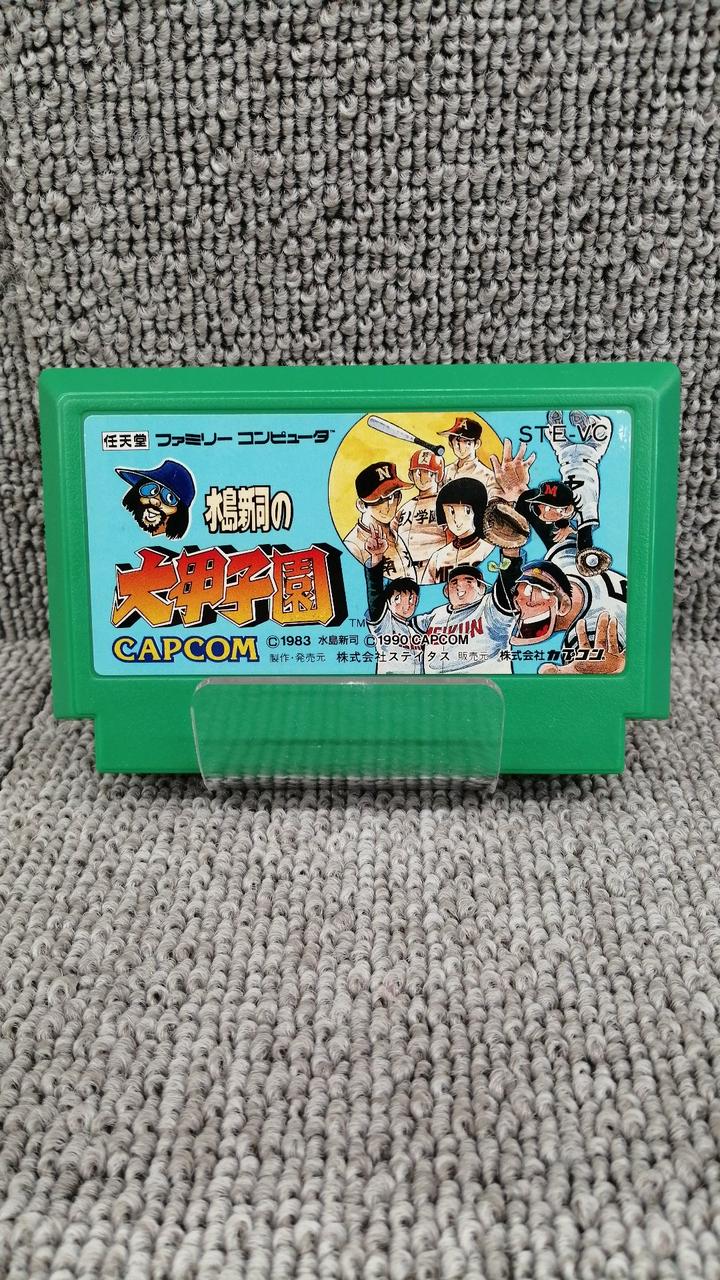 任天堂 ファミリー コンピュータ™
STE-VC
水島新司の
大甲子園
TM
CAPCOM
©1983 水島新司 ©1990 CAPCOM
製作・発売元 株式会社ステイタス 販売元 株式会社カプコン
N
A
M